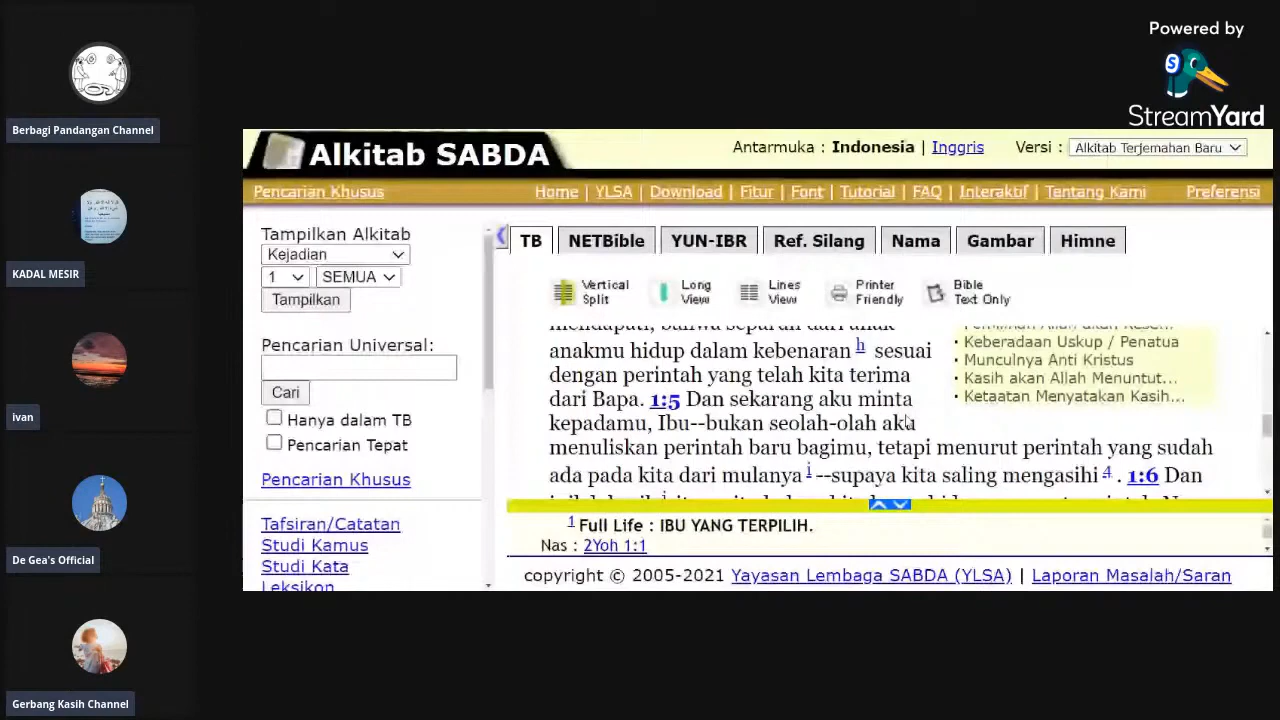 Powered by
StreamYard
Berbagi Pandangan Channel
KADAL MESIR
ivan
De Gea's Official
Gerbang Kasih Channel
Alkitab SABDA
Antarmuka : Indonesia | Inggris Versi : Alkitab Terjemahan Baru
Pencarian Khusus Home | YLSA | Download | Fitur | Font | Tutorial | FAQ | Interaktif | Tentang Kami Preferensi
Tampilkan Alkitab
Kejadian
1 SEMUA
Tampilkan
Pencarian Universal:
Cari
Hanya dalam TB
Pencarian Tepat
Pencarian Khusus
Tafsiran/Catatan
Studi Kamus
Studi Kata
Leksikon
TB NETBible YUN-IBR Ref. Silang Nama Gambar Himne
Vertical Split Long View Lines View Printer Friendly Bible Text Only
mendapati, bahwa separuh dari anak
anakmu hidup dalam kebenaran h sesuai
dengan perintah yang telah kita terima
dari Bapa. 1:5 Dan sekarang aku minta
kepadamu, Ibu--bukan seolah-olah aku
menuliskan perintah baru bagimu, tetapi menurut perintah yang sudah
ada pada kita dari mulanya i --supaya kita saling mengasihi 4 . 1:6 Dan
• Keberadaan Uskup / Penatua
• Munculnya Anti Kristus
• Kasih akan Allah Menuntut...
• Ketaatan Menyatakan Kasih...
1 Full Life : IBU YANG TERPILIH.
Nas : 2Yoh 1:1
copyright © 2005-2021 Yayasan Lembaga SABDA (YLSA) | Laporan Masalah/Saran